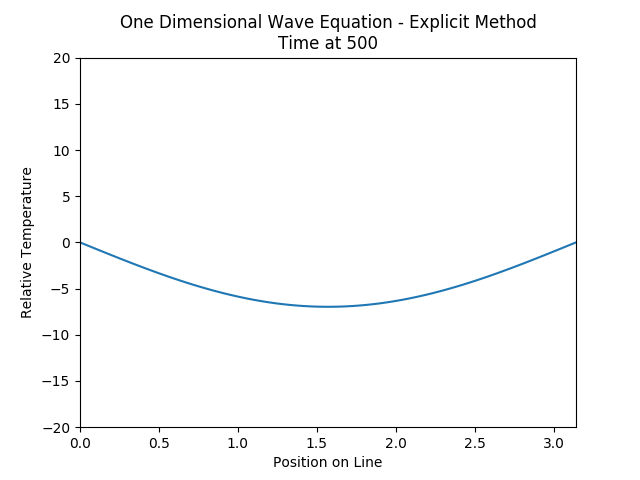 One Dimensional Wave Equation - Explicit Method
Time at 500
20
15
10
5
0
−5
−10
−15
−20
Relative Temperature
0.0 0.5 1.0 1.5 2.0 2.5 3.0
Position on Line